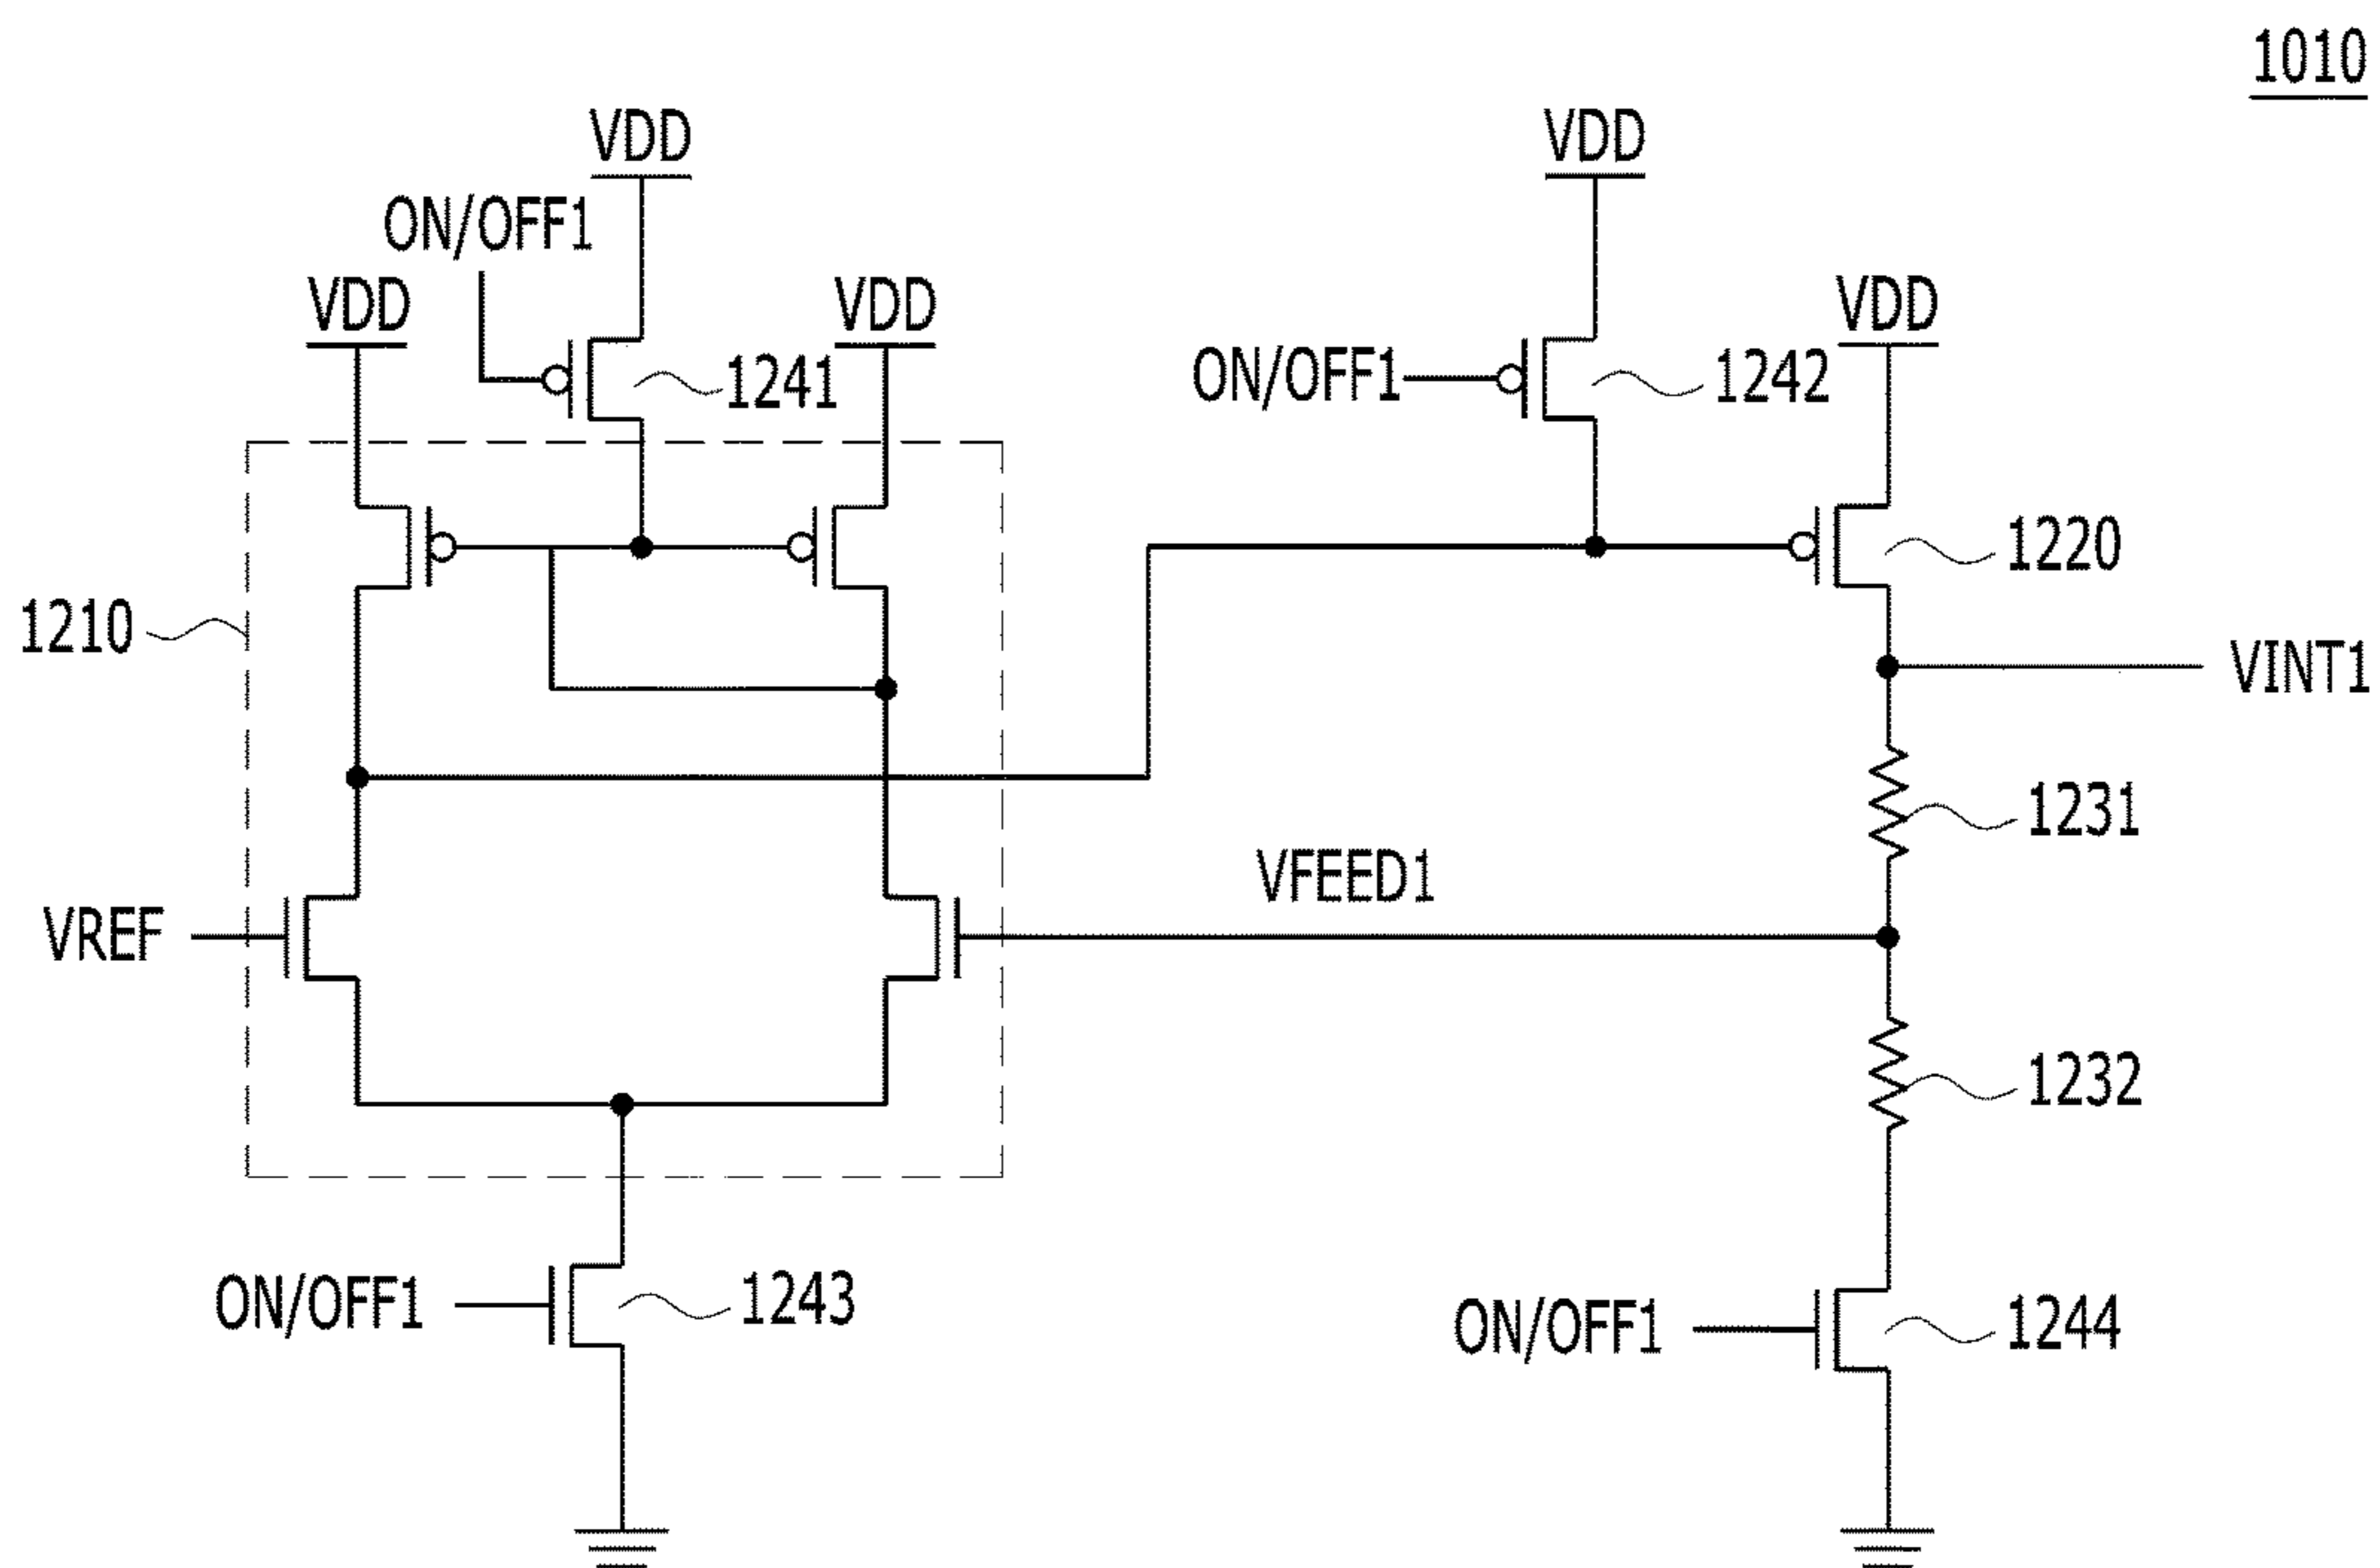 1010
VDD
VDD
ON/OFF1
VDD
VDD
VDD
1241
ON/OFF1
1242
1220
1210
VINT1
1231
VFEED1
VREF
1232
ON/OFF1
1243
ON/OFF1
1244